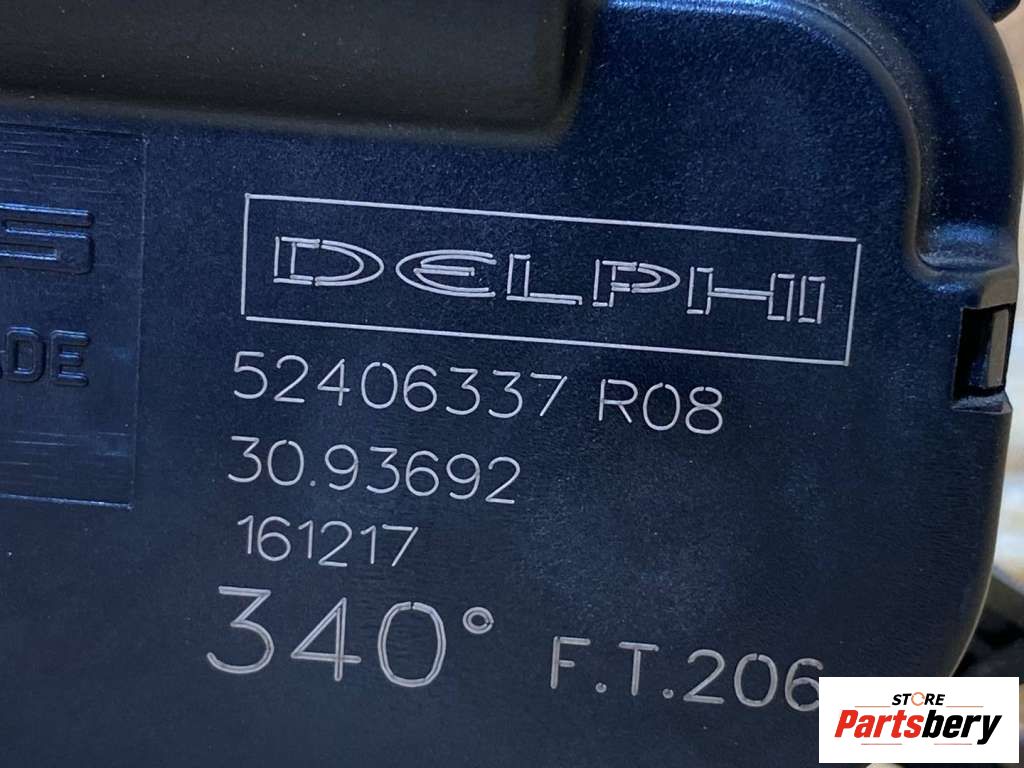 DELPHI
52406337 R08
30.93692
161217
340° F.T.206
STORE
Partsbery